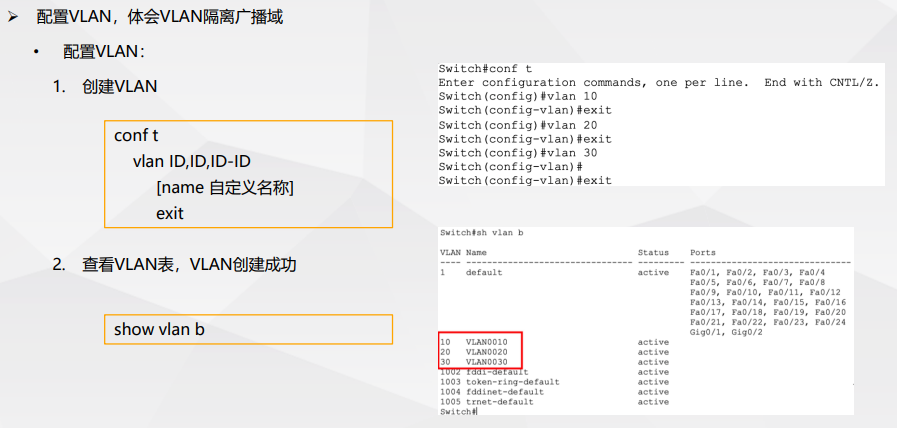 ➢ 配置VLAN，体会VLAN隔离广播域
• 配置VLAN：
1. 创建VLAN
conf t
vlan ID,ID,ID-ID
[name 自定义名称]
exit
2. 查看VLAN表，VLAN创建成功
show vlan b
Switch#conf t
Enter configuration commands, one per line.  End with CNTL/Z.
Switch(config)#vlan 10
Switch(config-vlan)#exit
Switch(config)#vlan 20
Switch(config-vlan)#exit
Switch(config)#vlan 30
Switch(config-vlan)#
Switch(config-vlan)#exit
Switch#sh vlan b
VLAN Name Status Ports
---- -------------------------------- --------- -------------------------------
1 default active Fa0/1, Fa0/2, Fa0/3, Fa0/4
Fa0/5, Fa0/6, Fa0/7, Fa0/8
Fa0/9, Fa0/10, Fa0/11, Fa0/12
Fa0/13, Fa0/14, Fa0/15, Fa0/16
Fa0/17, Fa0/18, Fa0/19, Fa0/20
Fa0/21, Fa0/22, Fa0/23, Fa0/24
Gig0/1, Gig0/2
10 VLAN0010 active
20 VLAN0020 active
30 VLAN0030 active
1002 fddi-default active
1003 token-ring-default active
1004 fddinet-default active
1005 trnet-default active
Switch#